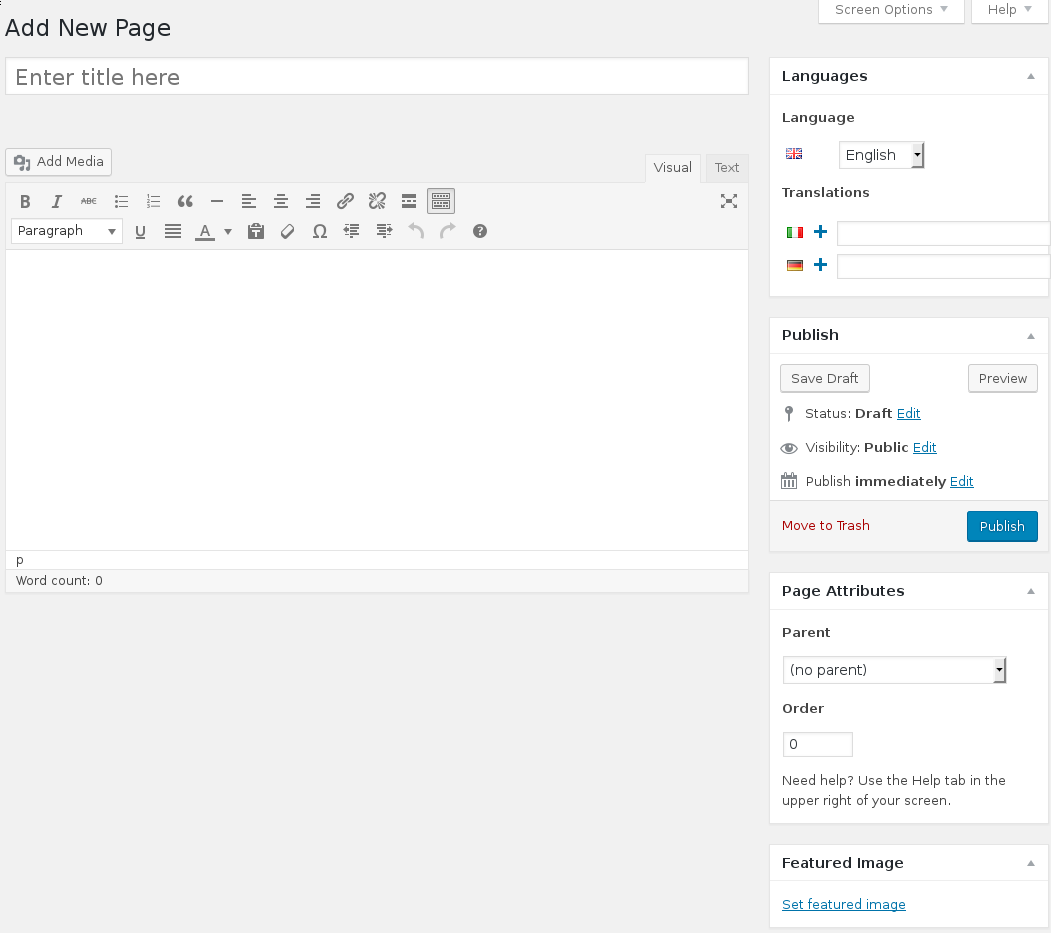 Screen Options
Help
Add New Page
Enter title here
Add Media
Visual
Text
B I ABC
Paragraph
U
A
Ω
p
Word count: 0
Languages
Language
English
Translations
Publish
Save Draft
Preview
Status: Draft Edit
Visibility: Public Edit
Publish immediately Edit
Move to Trash
Publish
Page Attributes
Parent
(no parent)
Order
0
Need help? Use the Help tab in the
upper right of your screen.
Featured Image
Set featured image